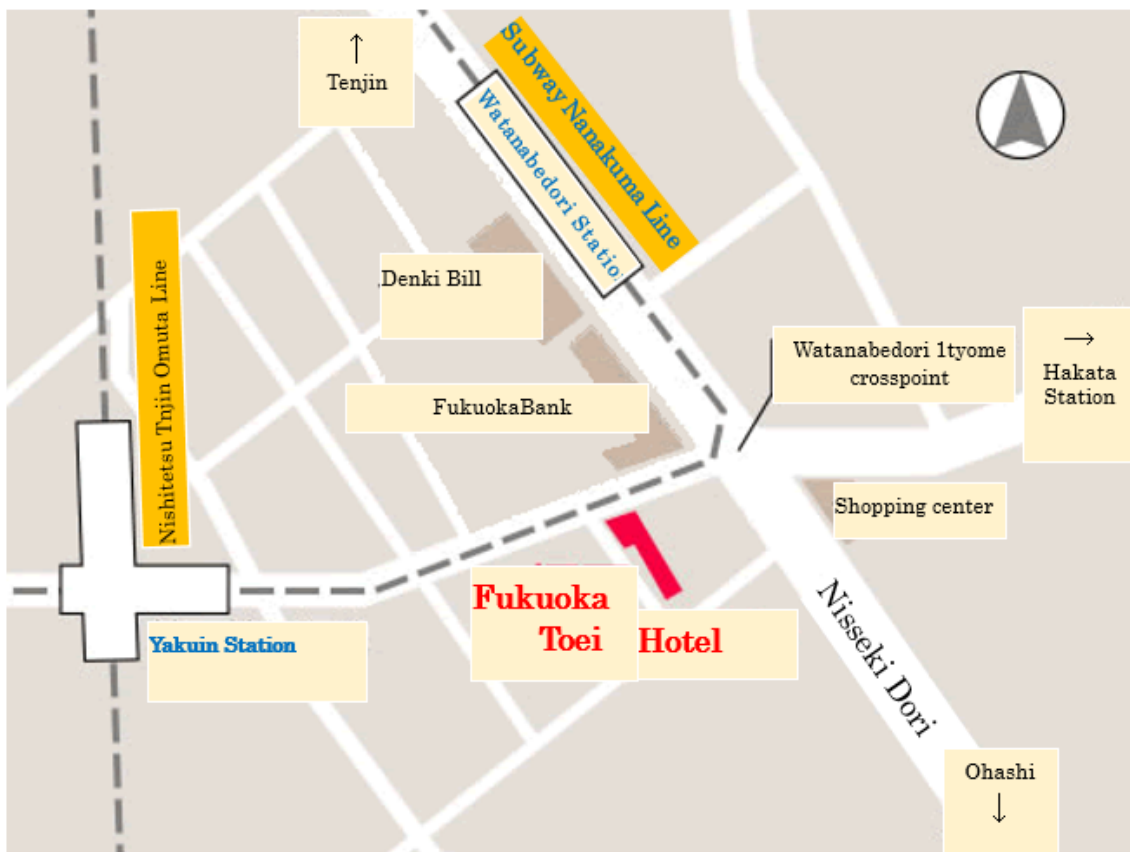 ↑
Tenjin
Subway Nanakuma Line
Watanabedori Statio
Denki Bill
Nishitetsu Tnjin Omuta Line
Watanabedori 1tyome
crosspoint
→
Hakata
Station
FukuokaBank
Shopping center
Fukuoka
Toei Hotel
Yakuin Station
Nisseki Dori
Ohashi
↓